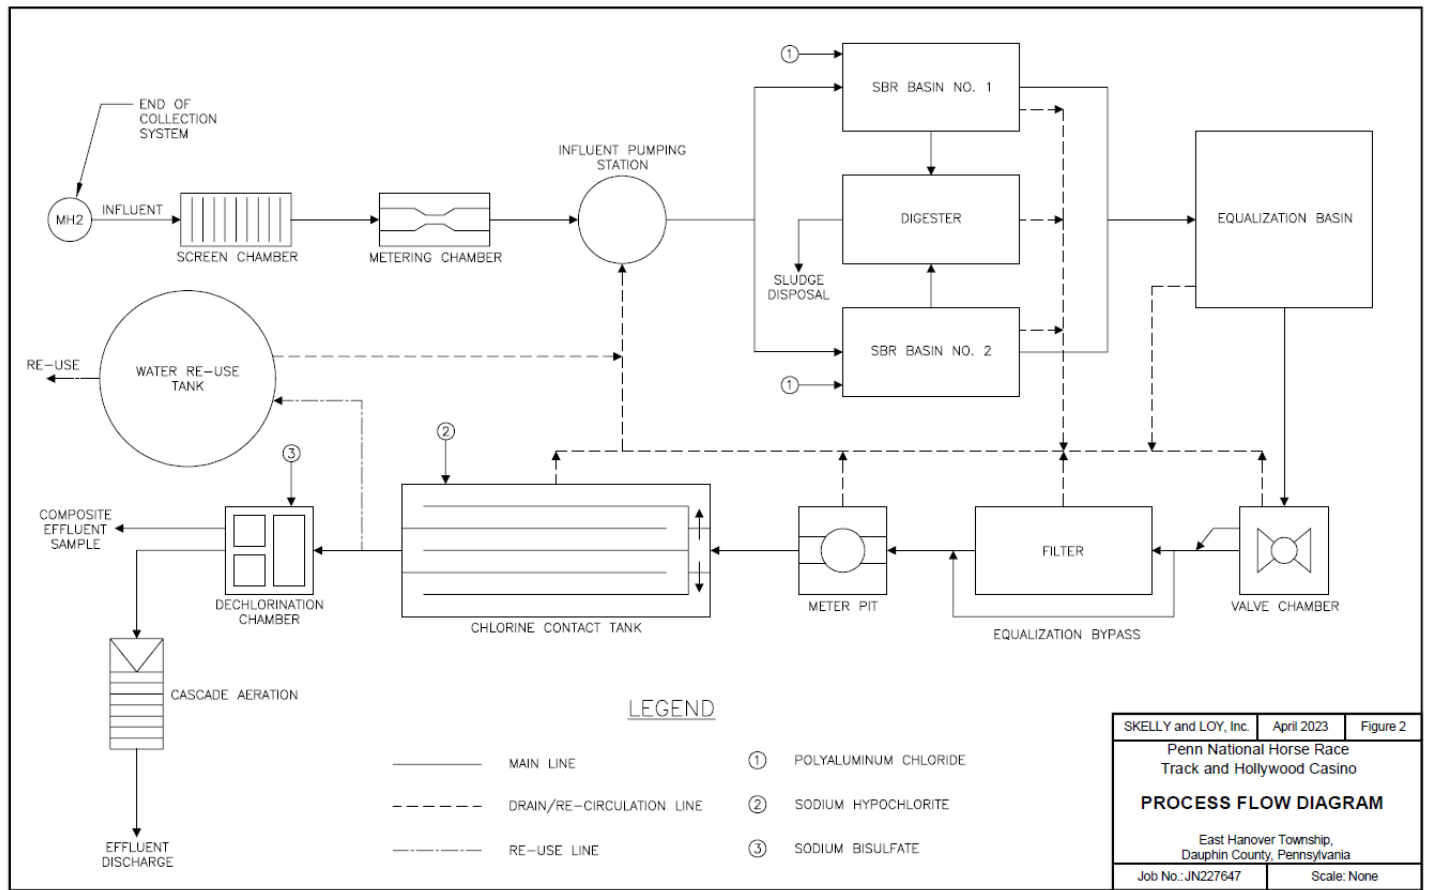 END OF
COLLECTION
SYSTEM
MH2
INFLUENT
SCREEN CHAMBER
METERING CHAMBER
INFLUENT PUMPING
STATION
1
SBR BASIN NO. 1
DIGESTER
SLUDGE
DISPOSAL
SBR BASIN NO. 2
1
EQUALIZATION BASIN
RE-USE
WATER RE-USE
TANK
2
3
COMPOSITE
EFFLUENT
SAMPLE
DECHLORINATION
CHAMBER
CHLORINE CONTACT TANK
METER PIT
FILTER
EQUALIZATION BYPASS
VALVE CHAMBER
CASCADE AERATION
EFFLUENT
DISCHARGE
LEGEND
MAIN LINE
DRAIN/RE-CIRCULATION LINE
RE-USE LINE
1 POLYALUMINUM CHLORIDE
2 SODIUM HYPOCHLORITE
3 SODIUM BISULFATE
SKELLY and LOY, Inc. April 2023 Figure 2
Penn National Horse Race
Track and Hollywood Casino
PROCESS FLOW DIAGRAM
East Hanover Township,
Dauphin County, Pennsylvania
Job No.:JN227647 Scale: None